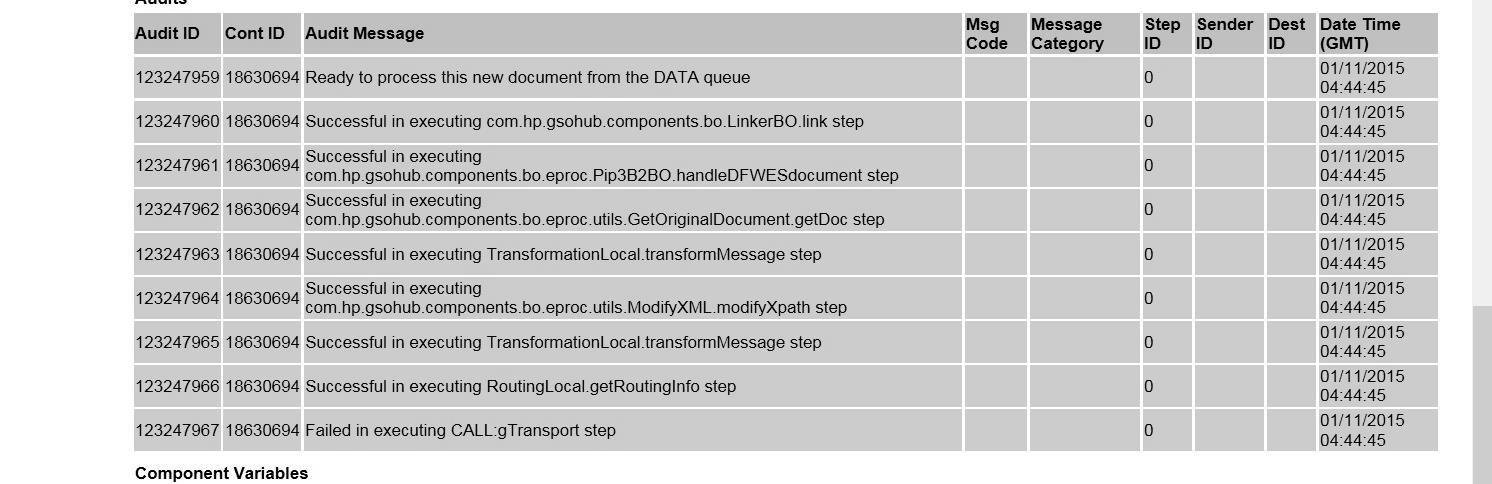 Audits
Audit ID Cont ID Audit Message Msg Code Message Category Step ID Sender ID Dest ID Date Time (GMT)
123247959 18630694 Ready to process this new document from the DATA queue 0 01/11/2015 04:44:45
123247960 18630694 Successful in executing com.hp.gsohub.components.bo.LinkerBO.link step 0 01/11/2015 04:44:45
123247961 18630694 Successful in executing com.hp.gsohub.components.bo.eproc.Pip3B2BO.handleDFWESdocument step 0 01/11/2015 04:44:45
123247962 18630694 Successful in executing com.hp.gsohub.components.bo.eproc.utils.GetOriginalDocument.getDoc step 0 01/11/2015 04:44:45
123247963 18630694 Successful in executing TransformationLocal.transformMessage step 0 01/11/2015 04:44:45
123247964 18630694 Successful in executing com.hp.gsohub.components.bo.eproc.utils.ModifyXML.modifyXpath step 0 01/11/2015 04:44:45
123247965 18630694 Successful in executing TransformationLocal.transformMessage step 0 01/11/2015 04:44:45
123247966 18630694 Successful in executing RoutingLocal.getRoutingInfo step 0 01/11/2015 04:44:45
123247967 18630694 Failed in executing CALL:gTransport step 0 01/11/2015 04:44:45
Component Variables